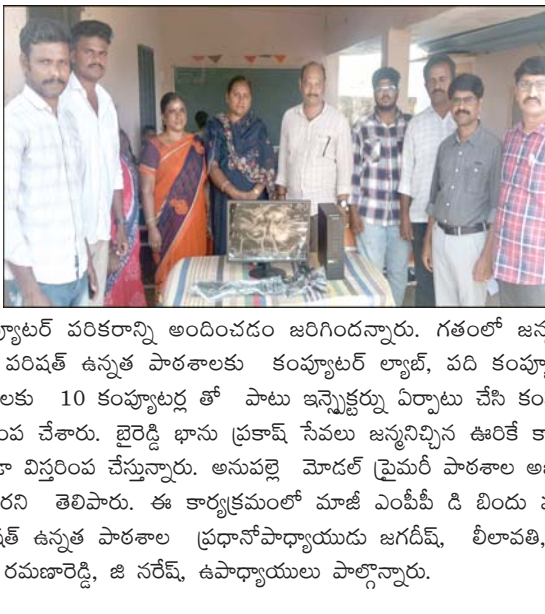 ప్యూటర్ పరికరాన్ని అందించడం జరిగిందన్నారు. గతంలో జన్మ
పరిషత్ ఉన్నత పాఠశాలకు కంప్యూటర్ ల్యాబ్, పది కంప్యూ
లకు 10 కంప్యూటర్ల తో పాటు ఇన్స్పెక్టర్ను ఏర్పాటు చేసి కం
ంప చేశారు. బైరెడ్డి భాను ప్రకాష్ సేవలు జన్మనిచ్చిన ఊరికే కా
డా విస్తరింప చేస్తున్నారు. అనుపల్లె మోడల్ ప్రైమరీ పాఠశాల అ
రని తెలిపారు. ఈ కార్యక్రమంలో మాజీ ఎంపీపీ డి బిందు
షత్ ఉన్నత పాఠశాల ప్రధానోపాధ్యాయుడు జగదీష్, లీలావతి,
రమణారెడ్డి, జి నరేష్, ఉపాధ్యాయులు పాల్గొన్నారు.